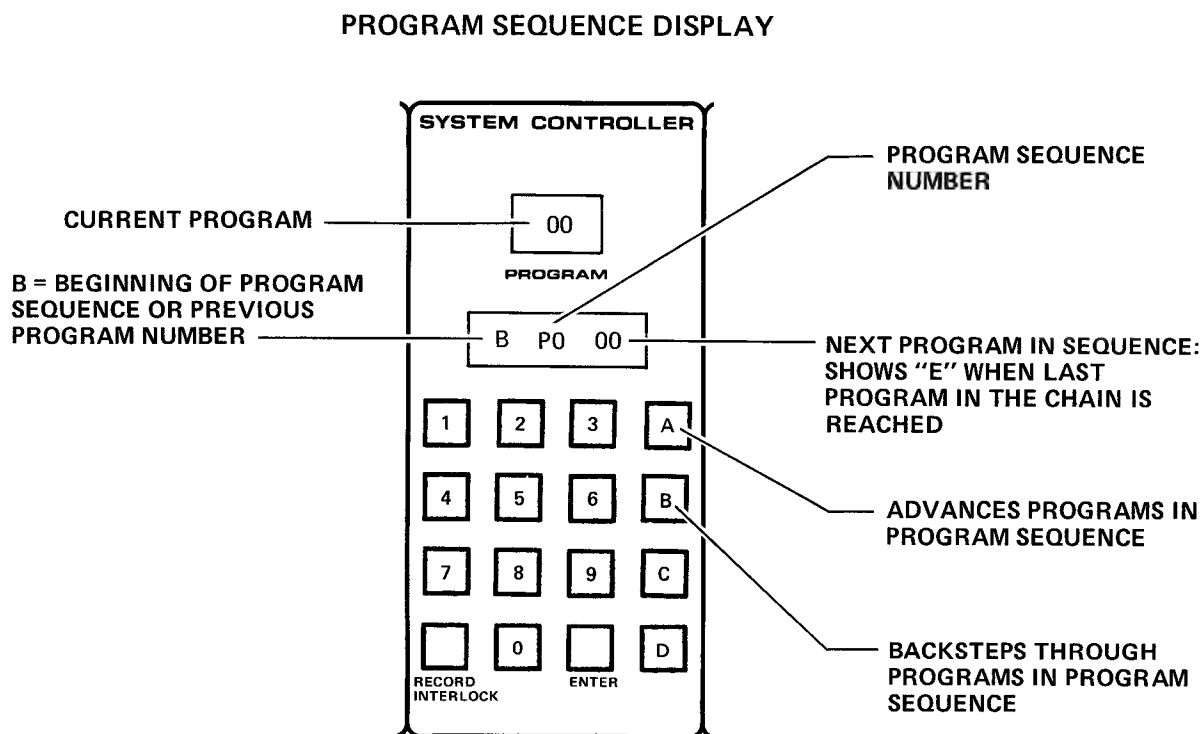 PROGRAM SEQUENCE DISPLAY
SYSTEM CONTROLLER
PROGRAM SEQUENCE
NUMBER
CURRENT PROGRAM
00
PROGRAM
B = BEGINNING OF PROGRAM
SEQUENCE OR PREVIOUS
PROGRAM NUMBER
B P0 00
NEXT PROGRAM IN SEQUENCE:
SHOWS "E" WHEN LAST
PROGRAM IN THE CHAIN IS
REACHED
1 2 3 A
4 5 6 B
ADVANCES PROGRAMS IN
PROGRAM SEQUENCE
7 8 9 C
0 D
RECORD
INTERLOCK
ENTER
BACKSTEPS THROUGH
PROGRAMS IN PROGRAM
SEQUENCE